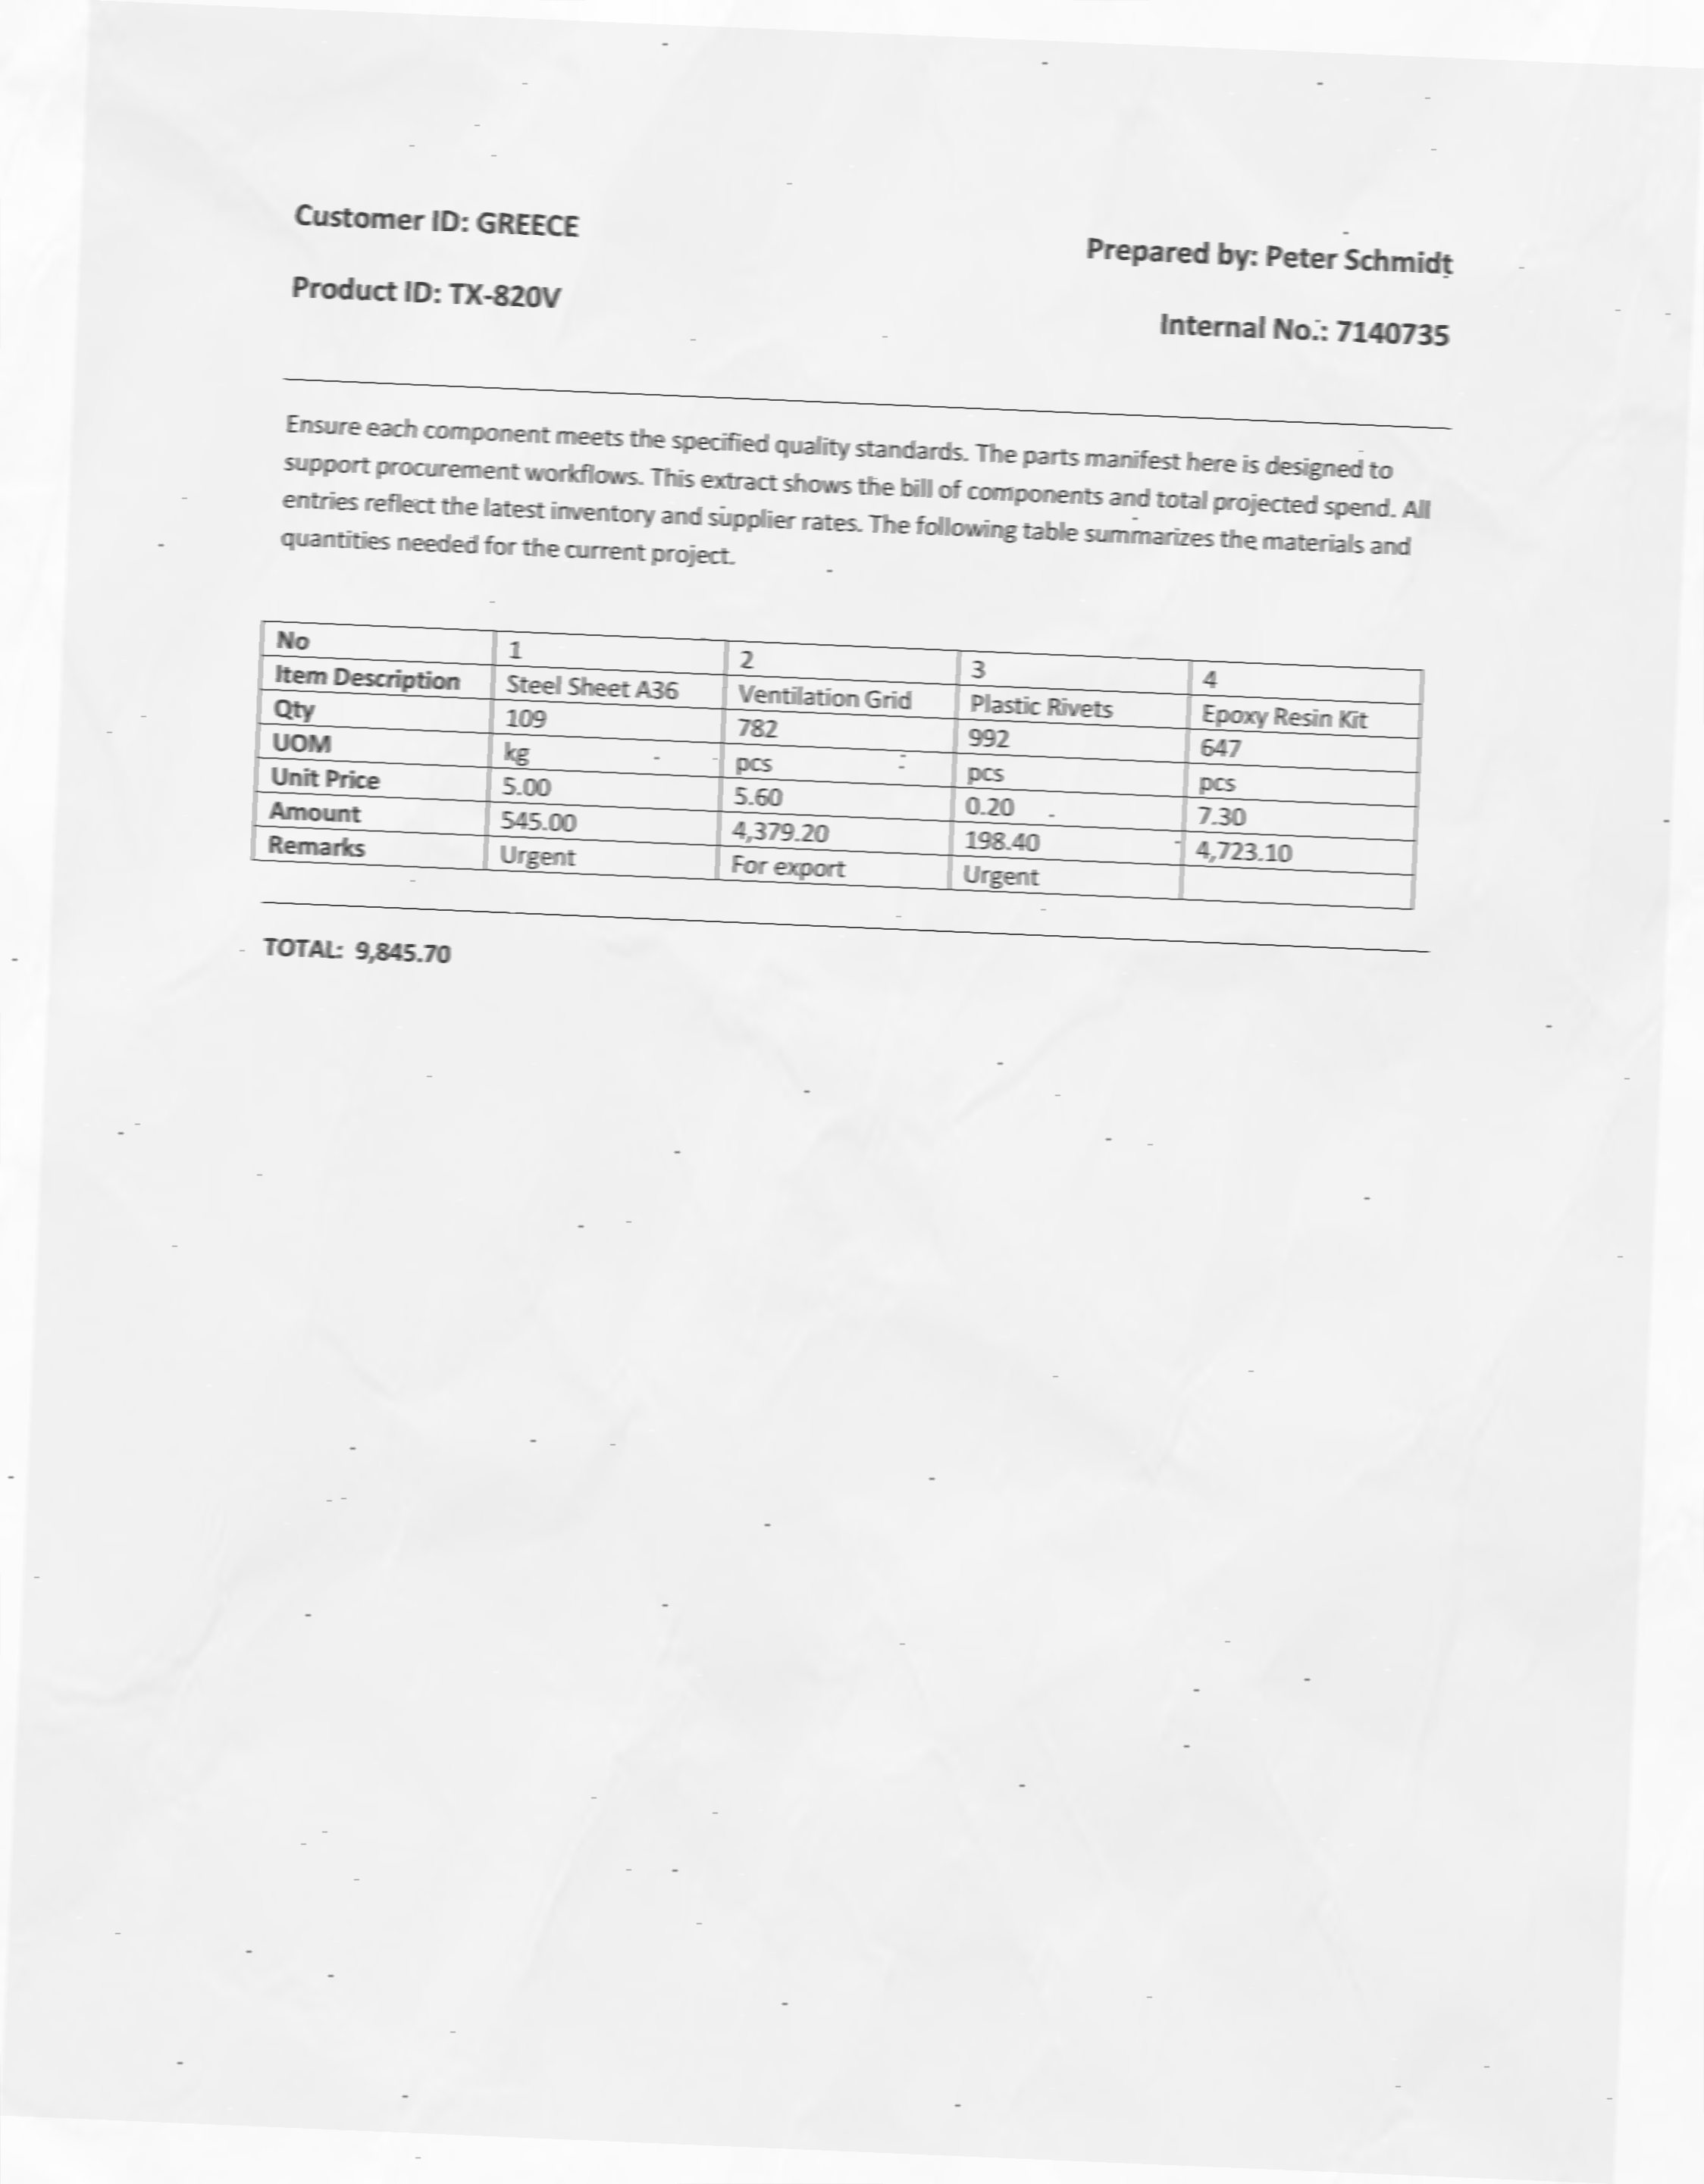 Customer ID: GREECE
Prepared by: Peter Schmidt
Product ID: TX-820V
Internal No.: 7140735
Ensure each component meets the specified quality standards. The parts manifest here is designed to
support procurement workflows. This extract shows the bill of components and total projected spend. All
entries reflect the latest inventory and supplier rates. The following table summarizes the materials and
quantities needed for the current project.
No 1 2 3 4
Item Description Steel Sheet A36 Ventilation Grid Plastic Rivets Epoxy Resin Kit
Qty 109 782 992 647
UOM kg pcs pcs pcs
Unit Price 5.00 5.60 0.20 7.30
Amount 545.00 4,379.20 198.40 4,723.10
Remarks Urgent For export Urgent
TOTAL: 9,845.70